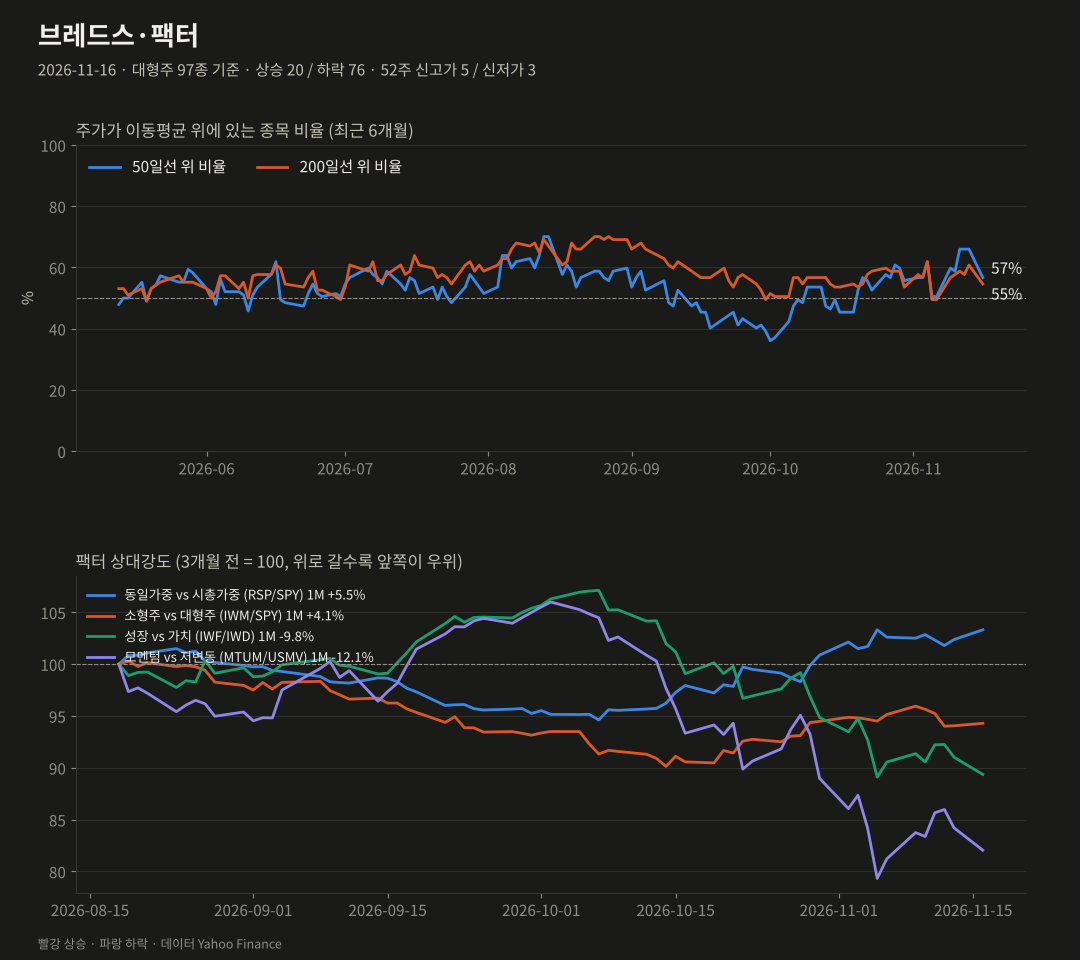 브레드스·팩터
2026-11-16 · 대형주 97종 기준 · 상승 20 / 하락 76 · 52주 신고가 5 / 신저가 3
주가가 이동평균 위에 있는 종목 비율 (최근 6개월)
50일선 위 비율
200일선 위 비율
100
80
60
40
20
0
%
57%
55%
2026-06
2026-07
2026-08
2026-09
2026-10
2026-11
팩터 상대강도 (3개월 전 = 100, 위로 갈수록 앞쪽이 우위)
동일가중 vs 시총가중 (RSP/SPY) 1M +5.5%
소형주 vs 대형주 (IWM/SPY) 1M +4.1%
성장 vs 가치 (IWF/IWD) 1M -9.8%
모멘텀 vs 저변동 (MTUM/USMV) 1M -12.1%
105
100
95
90
85
80
2026-08-15
2026-09-01
2026-09-15
2026-10-01
2026-10-15
2026-11-01
2026-11-15
빨강 상승 · 파랑 하락 · 데이터 Yahoo Finance